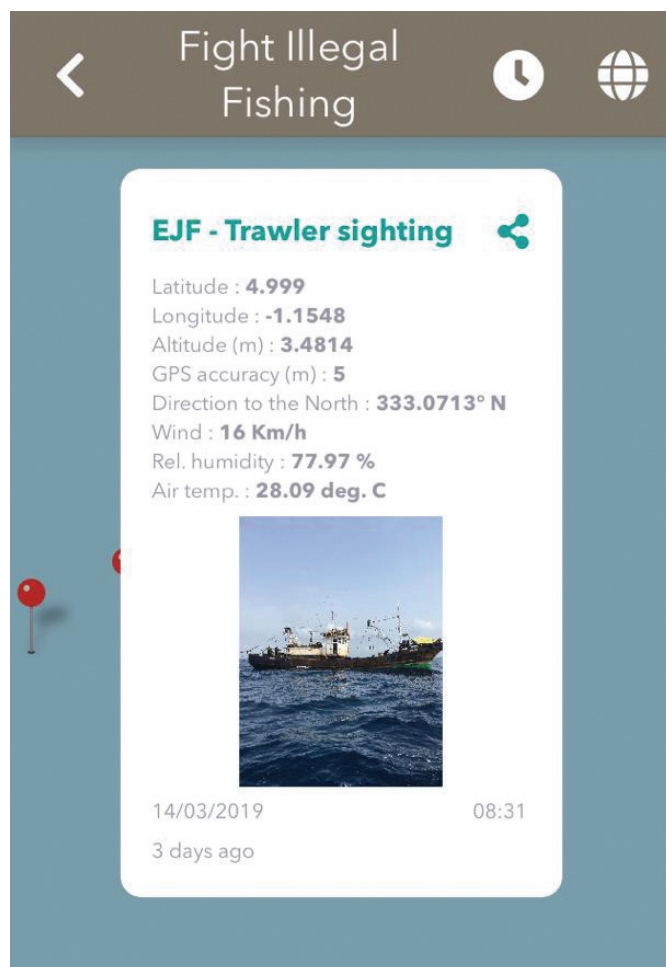 Fight Illegal
Fishing
EJF - Trawler sighting
Latitude : 4.999
Longitude : -1.1548
Altitude (m) : 3.4814
GPS accuracy (m) : 5
Direction to the North : 333.0713° N
Wind : 16 Km/h
Rel. humidity : 77.97 %
Air temp. : 28.09 deg. C
14/03/2019 08:31
3 days ago